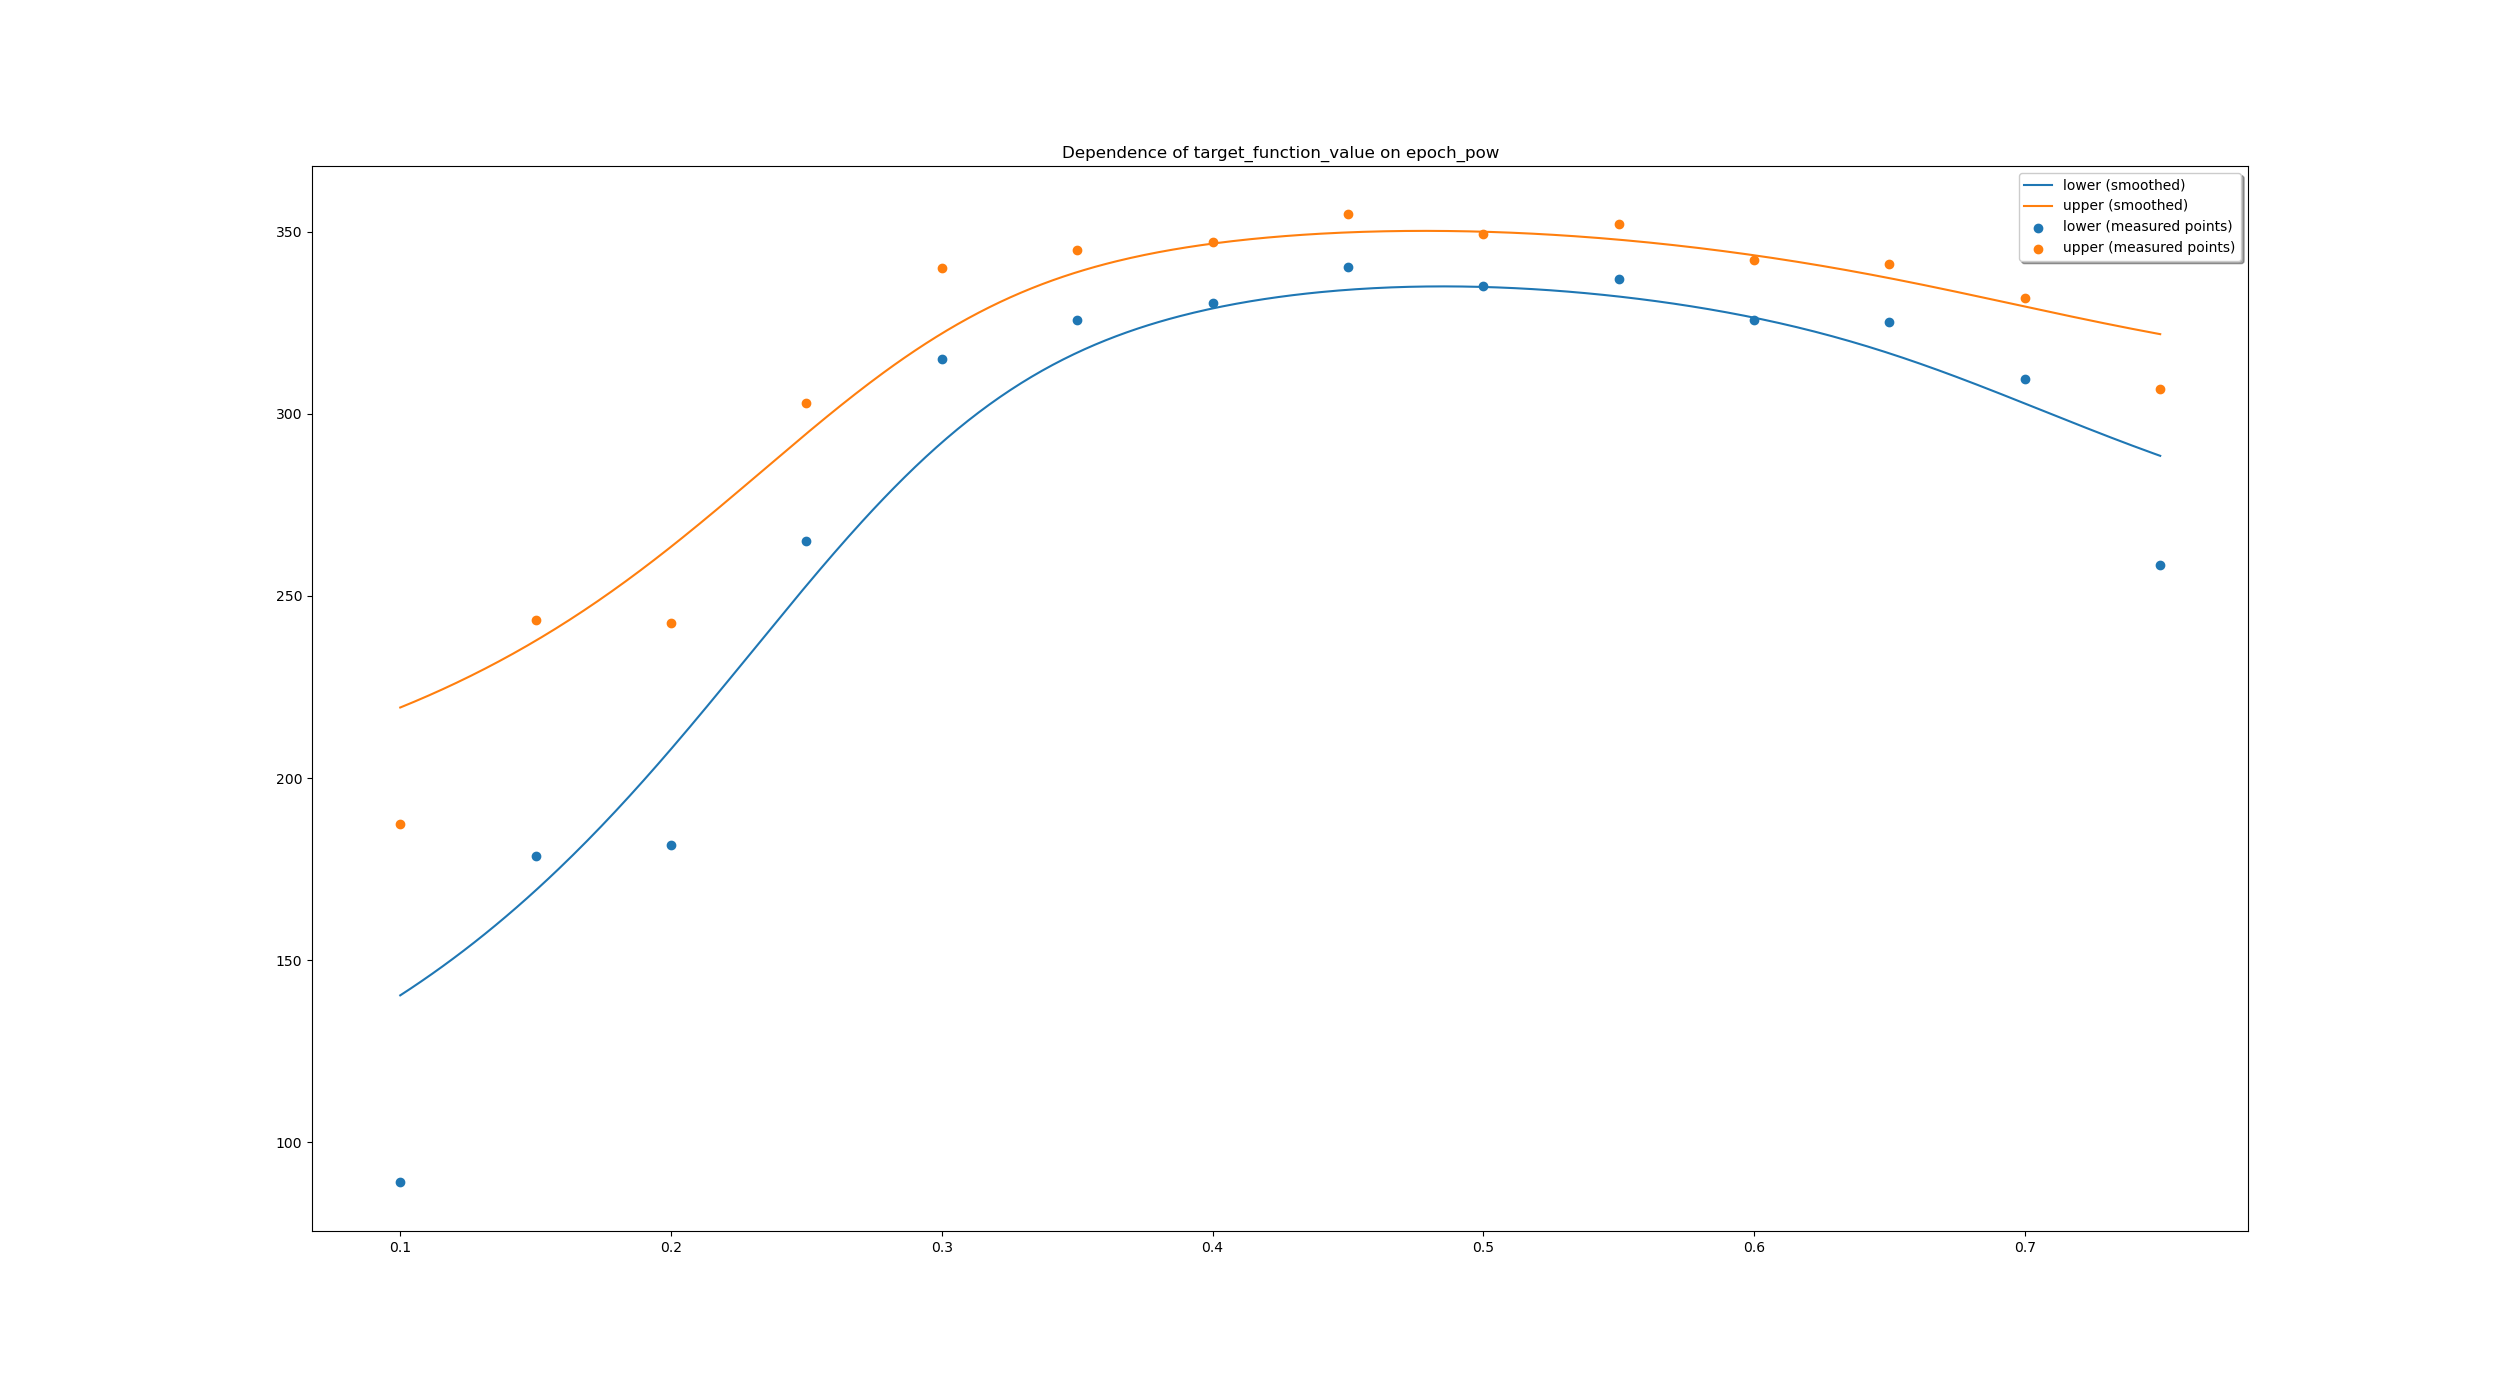 Dependence of target_function_value on epoch_pow
lower (smoothed)
upper (smoothed)
lower (measured points)
upper (measured points)
350
300
250
200
150
100
0.1 0.2 0.3 0.4 0.5 0.6 0.7